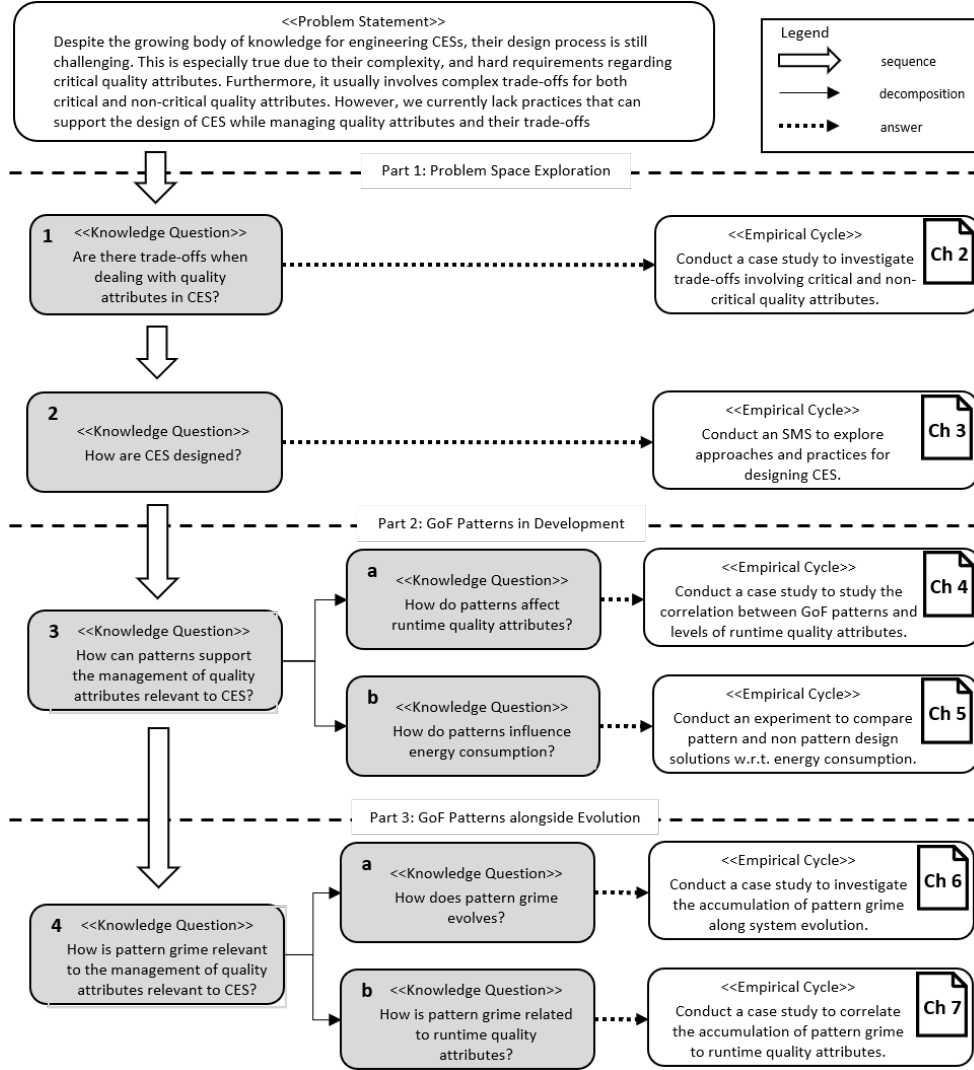 <<Problem Statement>>
Despite the growing body of knowledge for engineering CESs, their design process is still
challenging. This is especially true due to their complexity, and hard requirements regarding
critical quality attributes. Furthermore, it usually involves complex trade-offs for both
critical and non-critical quality attributes. However, we currently lack practices that can
support the design of CES while managing quality attributes and their trade-offs
Legend
sequence
decomposition
answer
Part 1: Problem Space Exploration
1
<<Knowledge Question>>
Are there trade-offs when
dealing with quality
attributes in CES?
<<Empirical Cycle>>
Conduct a case study to investigate
trade-offs involving critical and non-
critical quality attributes.
Ch 2
2
<<Knowledge Question>>
How are CES designed?
<<Empirical Cycle>>
Conduct an SMS to explore
approaches and practices for
designing CES.
Ch 3
Part 2: GoF Patterns in Development
3
<<Knowledge Question>>
How can patterns support
the management of quality
attributes relevant to CES?
a
<<Knowledge Question>>
How do patterns affect
runtime quality attributes?
<<Empirical Cycle>>
Conduct a case study to study the
correlation between GoF patterns and
levels of runtime quality attributes.
Ch 4
b
<<Knowledge Question>>
How do patterns influence
energy consumption?
<<Empirical Cycle>>
Conduct an experiment to compare
pattern and non pattern design
solutions w.r.t. energy consumption.
Ch 5
Part 3: GoF Patterns alongside Evolution
4
<<Knowledge Question>>
How is pattern grime relevant
to the management of quality
attributes relevant to CES?
a
<<Knowledge Question>>
How does pattern grime
evolves?
<<Empirical Cycle>>
Conduct a case study to investigate
the accumulation of pattern grime
along system evolution.
Ch 6
b
<<Knowledge Question>>
How is pattern grime related
to runtime quality
attributes?
<<Empirical Cycle>>
Conduct a case study to correlate
the accumulation of pattern grime
to runtime quality attributes.
Ch 7